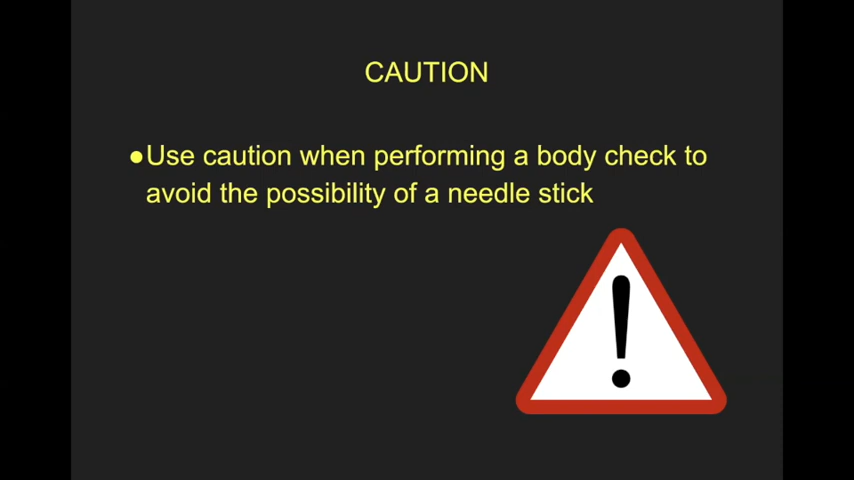 CAUTION
●Use caution when performing a body check to
avoid the possibility of a needle stick